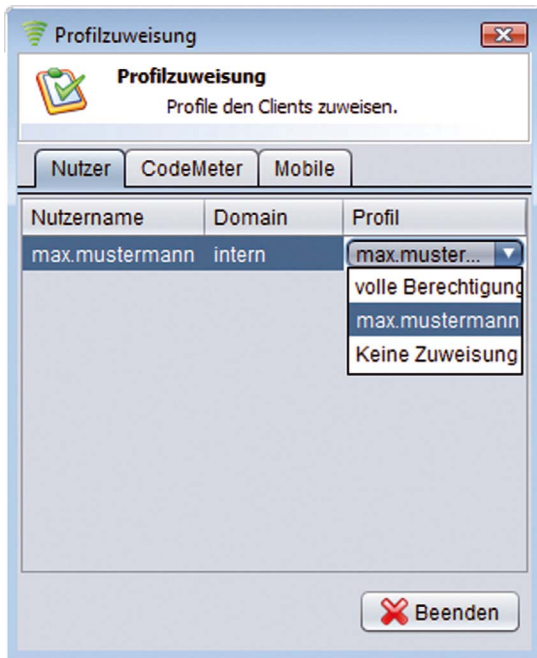 Profilzuweisung
Profilzuweisung
Profile den Clients zuweisen.
Nutzer CodeMeter Mobile
Nutzername Domain Profil
max.mustermann intern max.muster...
volle Berechtigung
max.mustermann
Keine Zuweisung
Beenden